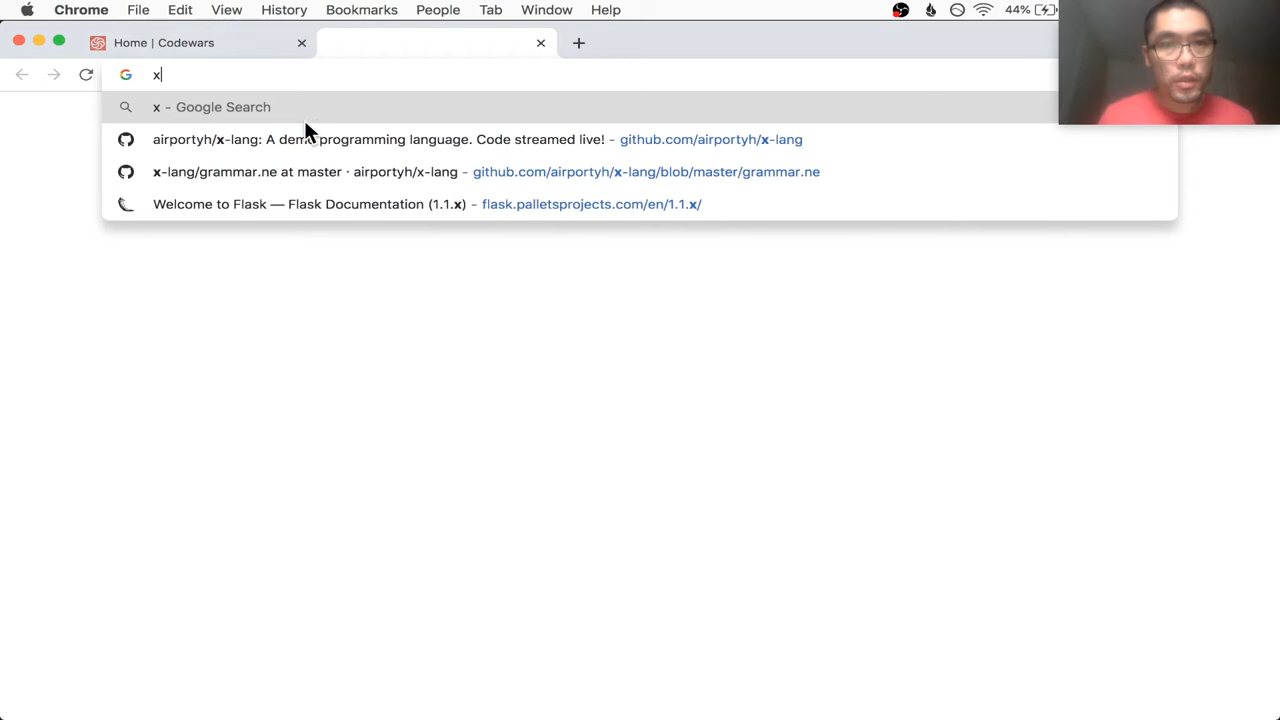 Chrome File Edit View History Bookmarks People Tab Window Help 44%
Home | Codewars
x
x - Google Search
airportyh/x-lang: A dem programming language. Code streamed live! - github.com/airportyh/x-lang
x-lang/grammar.ne at master · airportyh/x-lang - github.com/airportyh/x-lang/blob/master/grammar.ne
Welcome to Flask — Flask Documentation (1.1.x) - flask.palletsprojects.com/en/1.1.x/